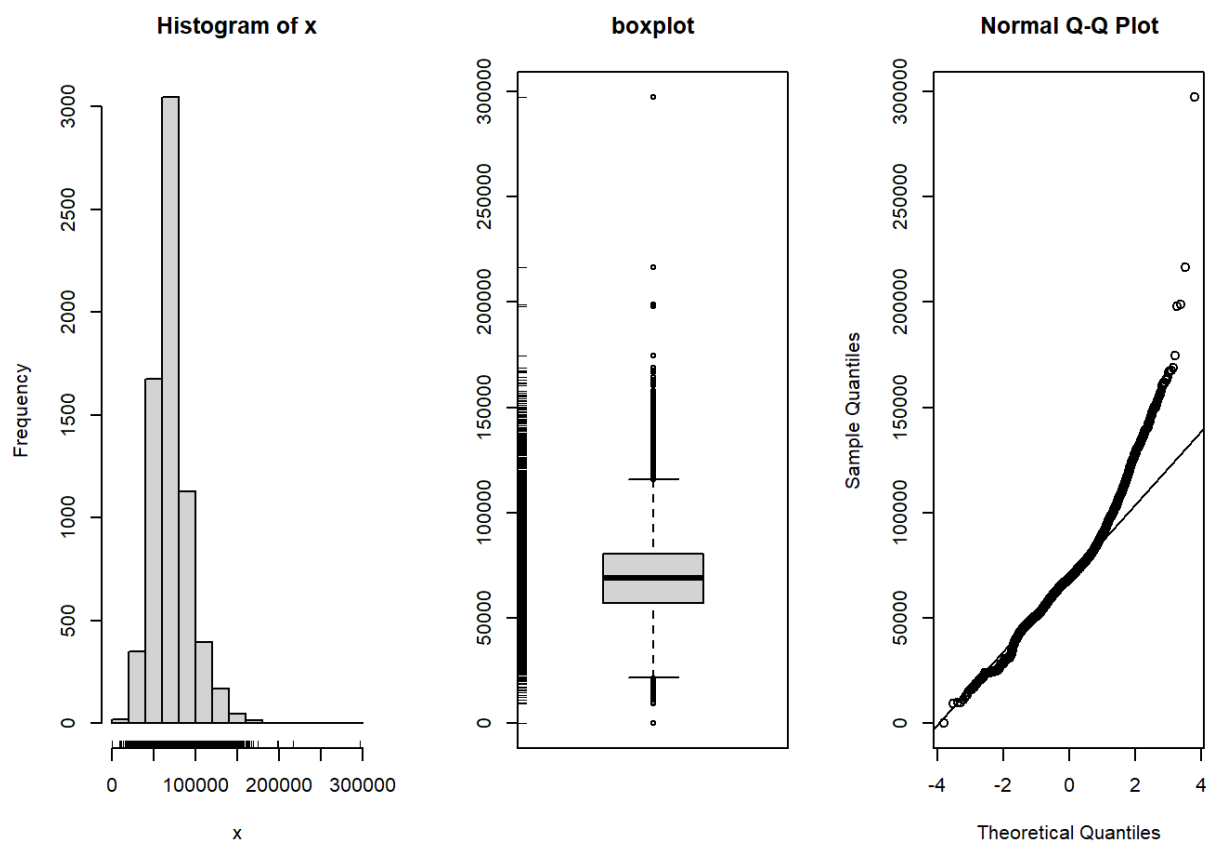 Histogram of x
Frequency
3000
2500
2000
1500
1000
500
0
0 100000 200000 300000
x
boxplot
300000
250000
200000
150000
100000
50000
0
Normal Q-Q Plot
Sample Quantiles
300000
250000
200000
150000
100000
50000
0
-4 -2 0 2 4
Theoretical Quantiles